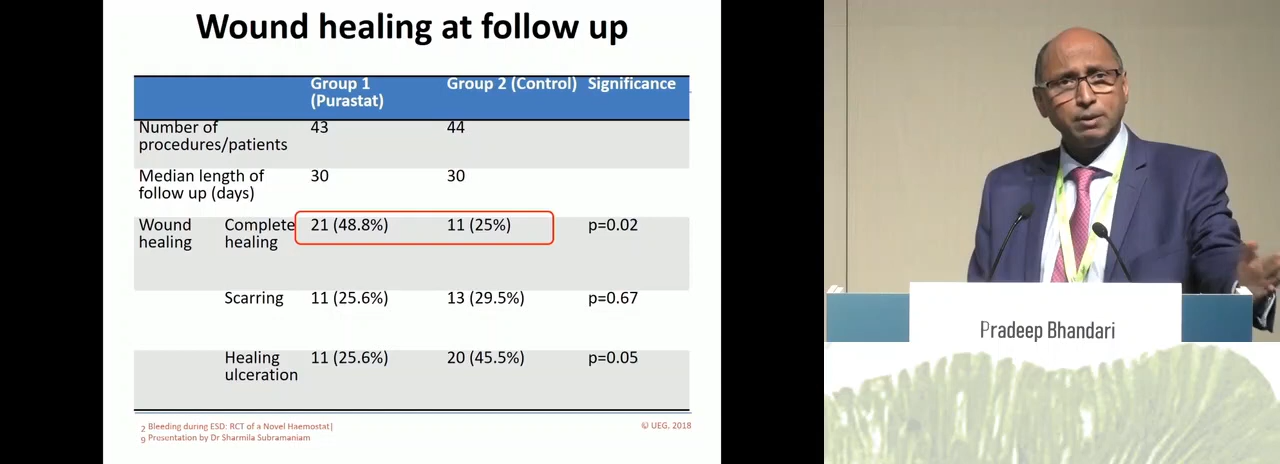 Wound healing at follow up
Group 1 (Purastat)
Group 2 (Control)
Significance
Number of procedures/patients
43
44
Median length of follow up (days)
30
30
Wound healing
Complete healing
21 (48.8%)
11 (25%)
p=0.02
Scarring
11 (25.6%)
13 (29.5%)
p=0.67
Healing ulceration
11 (25.6%)
20 (45.5%)
p=0.05
2 Bleeding during ESD: RCT of a Novel Haemostat|
9 Presentation by Dr Sharmila Subramaniam
© UEG, 2018
Pradeep Bhandari